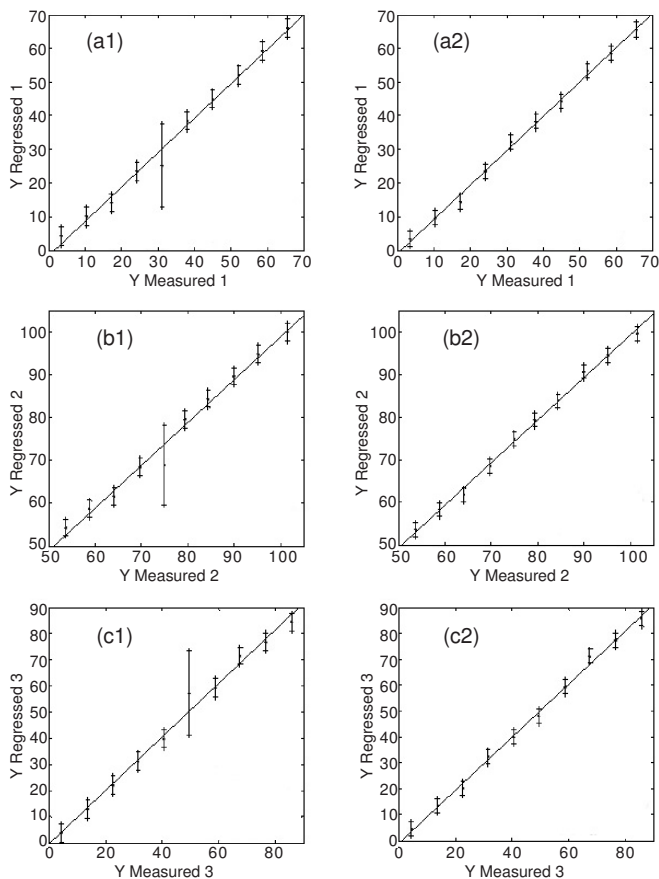 70
60
50
40
30
20
10
0
Y Regressed 1
(a1)
0 10 20 30 40 50 60 70
Y Measured 1
70
60
50
40
30
20
10
0
Y Regressed 1
(a2)
0 10 20 30 40 50 60 70
Y Measured 1
100
90
80
70
60
50
Y Regressed 2
(b1)
50 60 70 80 90 100
Y Measured 2
100
90
80
70
60
50
Y Regressed 2
(b2)
50 60 70 80 90 100
Y Measured 2
90
80
70
60
50
40
30
20
10
0
Y Regressed 3
(c1)
0 20 40 60 80
Y Measured 3
90
80
70
60
50
40
30
20
10
0
Y Regressed 3
(c2)
0 20 40 60 80
Y Measured 3